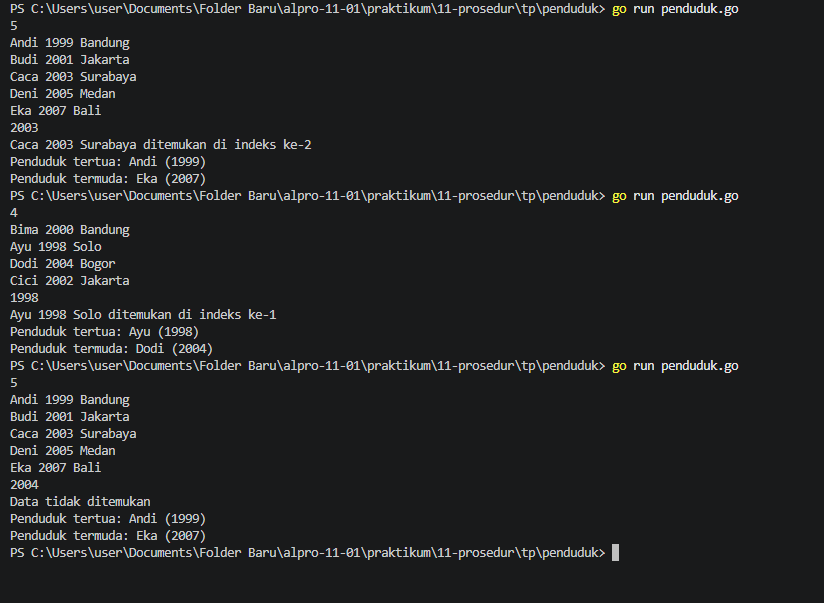 PS C:\Users\user\Documents\Folder Baru\alpro-11-01\praktikum\11-prosedur\tp\penduduk> go run penduduk.go
5
Andi 1999 Bandung
Budi 2001 Jakarta
Caca 2003 Surabaya
Deni 2005 Medan
Eka 2007 Bali
2003
Caca 2003 Surabaya ditemukan di indeks ke-2
Penduduk tertua: Andi (1999)
Penduduk termuda: Eka (2007)
PS C:\Users\user\Documents\Folder Baru\alpro-11-01\praktikum\11-prosedur\tp\penduduk> go run penduduk.go
4
Bima 2000 Bandung
Ayu 1998 Solo
Dodi 2004 Bogor
Cici 2002 Jakarta
1998
Ayu 1998 Solo ditemukan di indeks ke-1
Penduduk tertua: Ayu (1998)
Penduduk termuda: Dodi (2004)
PS C:\Users\user\Documents\Folder Baru\alpro-11-01\praktikum\11-prosedur\tp\penduduk> go run penduduk.go
5
Andi 1999 Bandung
Budi 2001 Jakarta
Caca 2003 Surabaya
Deni 2005 Medan
Eka 2007 Bali
2004
Data tidak ditemukan
Penduduk tertua: Andi (1999)
Penduduk termuda: Eka (2007)
PS C:\Users\user\Documents\Folder Baru\alpro-11-01\praktikum\11-prosedur\tp\penduduk>